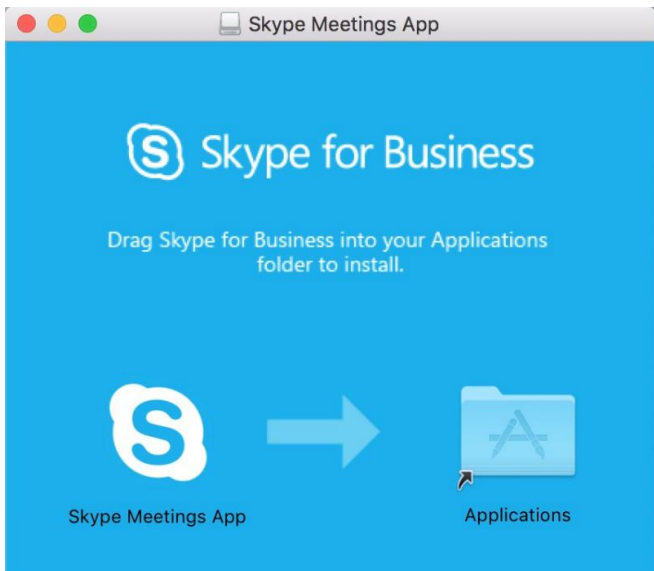 Skype Meetings App
Skype for Business
Drag Skype for Business into your Applications
folder to install.
Skype Meetings App
Applications